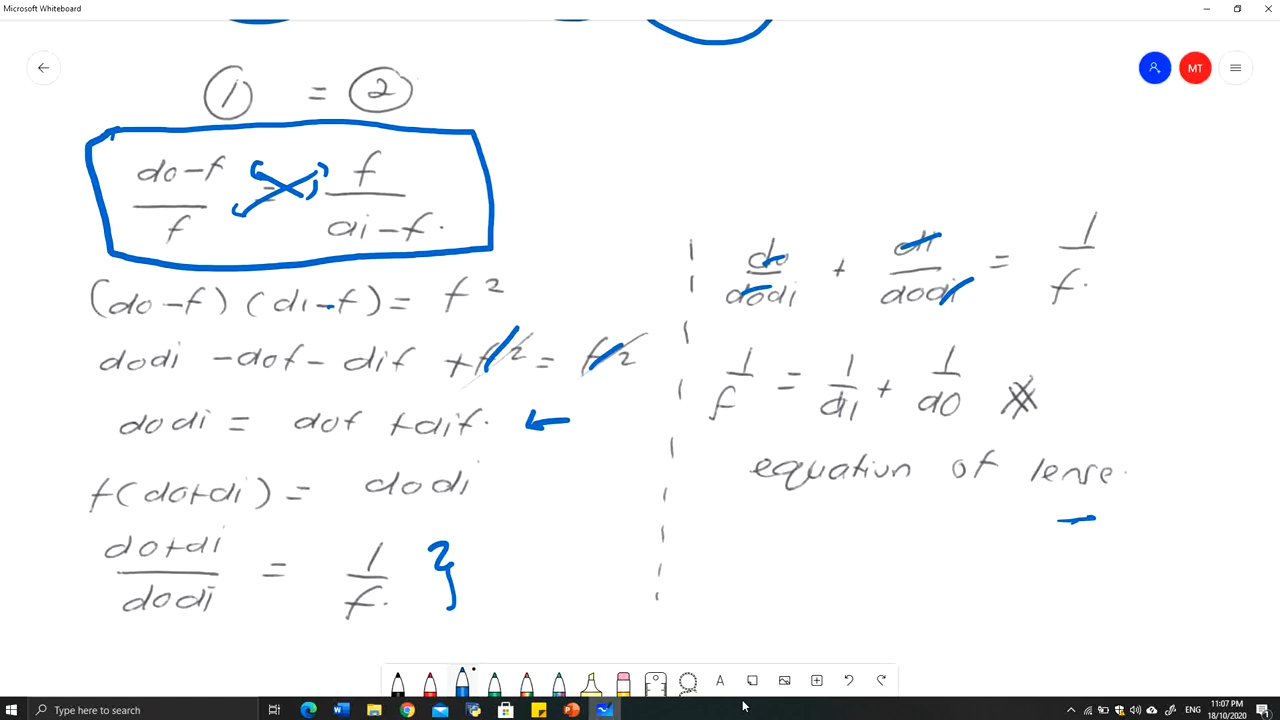 Microsoft Whiteboard
MT
① = ②
do-f / f = f / di-f.
(do-f) (di-f) = f²
dodi -dof - dif +f² = f²
dodi = dof +dif.
f(do+di) = dodi
do+di / dodi = 1 / f.
do / dodi + di / dodi = 1 / f.
1 / f = 1 / di + 1 / do
equation of lense.
A
Type here to search
ENG
11:07 PM
18/10/2020